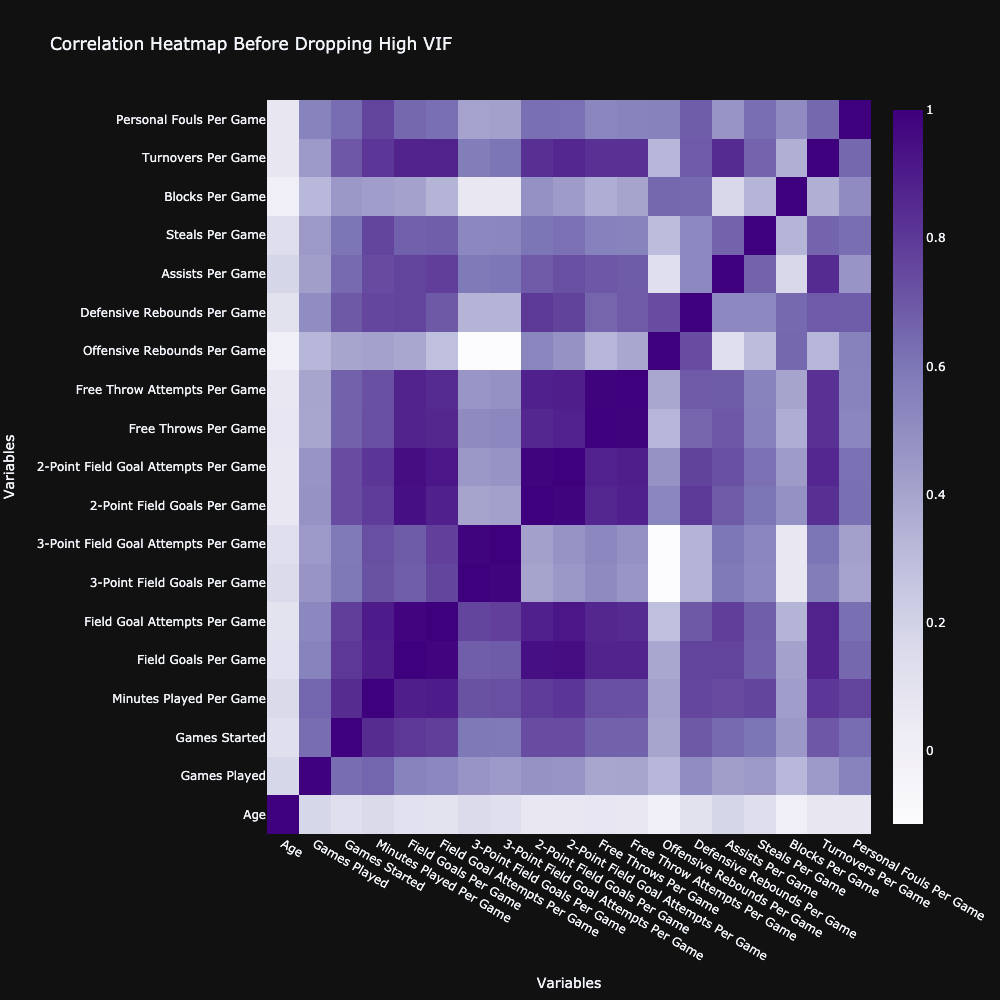 Correlation Heatmap Before Dropping High VIF
Personal Fouls Per Game
Turnovers Per Game
Blocks Per Game
Steals Per Game
Assists Per Game
Defensive Rebounds Per Game
Offensive Rebounds Per Game
Free Throw Attempts Per Game
Free Throws Per Game
2-Point Field Goal Attempts Per Game
2-Point Field Goals Per Game
3-Point Field Goal Attempts Per Game
3-Point Field Goals Per Game
Field Goal Attempts Per Game
Field Goals Per Game
Minutes Played Per Game
Games Started
Games Played
Age
Variables
Age
Games Played
Games Started
Minutes Played Per Game
Field Goals Per Game
Field Goal Attempts Per Game
3-Point Field Goals Per Game
3-Point Field Goal Attempts Per Game
2-Point Field Goals Per Game
2-Point Field Goal Attempts Per Game
Free Throws Per Game
Free Throw Attempts Per Game
Offensive Rebounds Per Game
Defensive Rebounds Per Game
Assists Per Game
Steals Per Game
Blocks Per Game
Turnovers Per Game
Personal Fouls Per Game
Variables
1
0.8
0.6
0.4
0.2
0